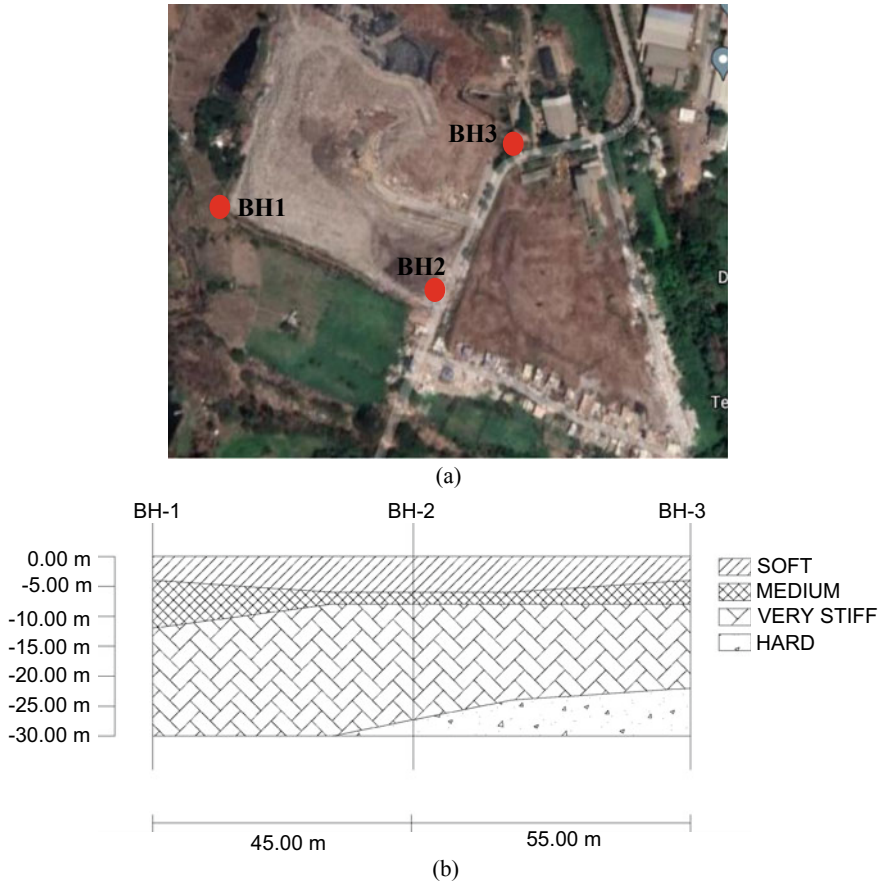 BH3
BH1
BH2
D
Te
(a)
BH-1 BH-2 BH-3
0.00 m
-5.00 m
-10.00 m
-15.00 m
-20.00 m
-25.00 m
-30.00 m
SOFT
MEDIUM
VERY STIFF
HARD
45.00 m 55.00 m
(b)